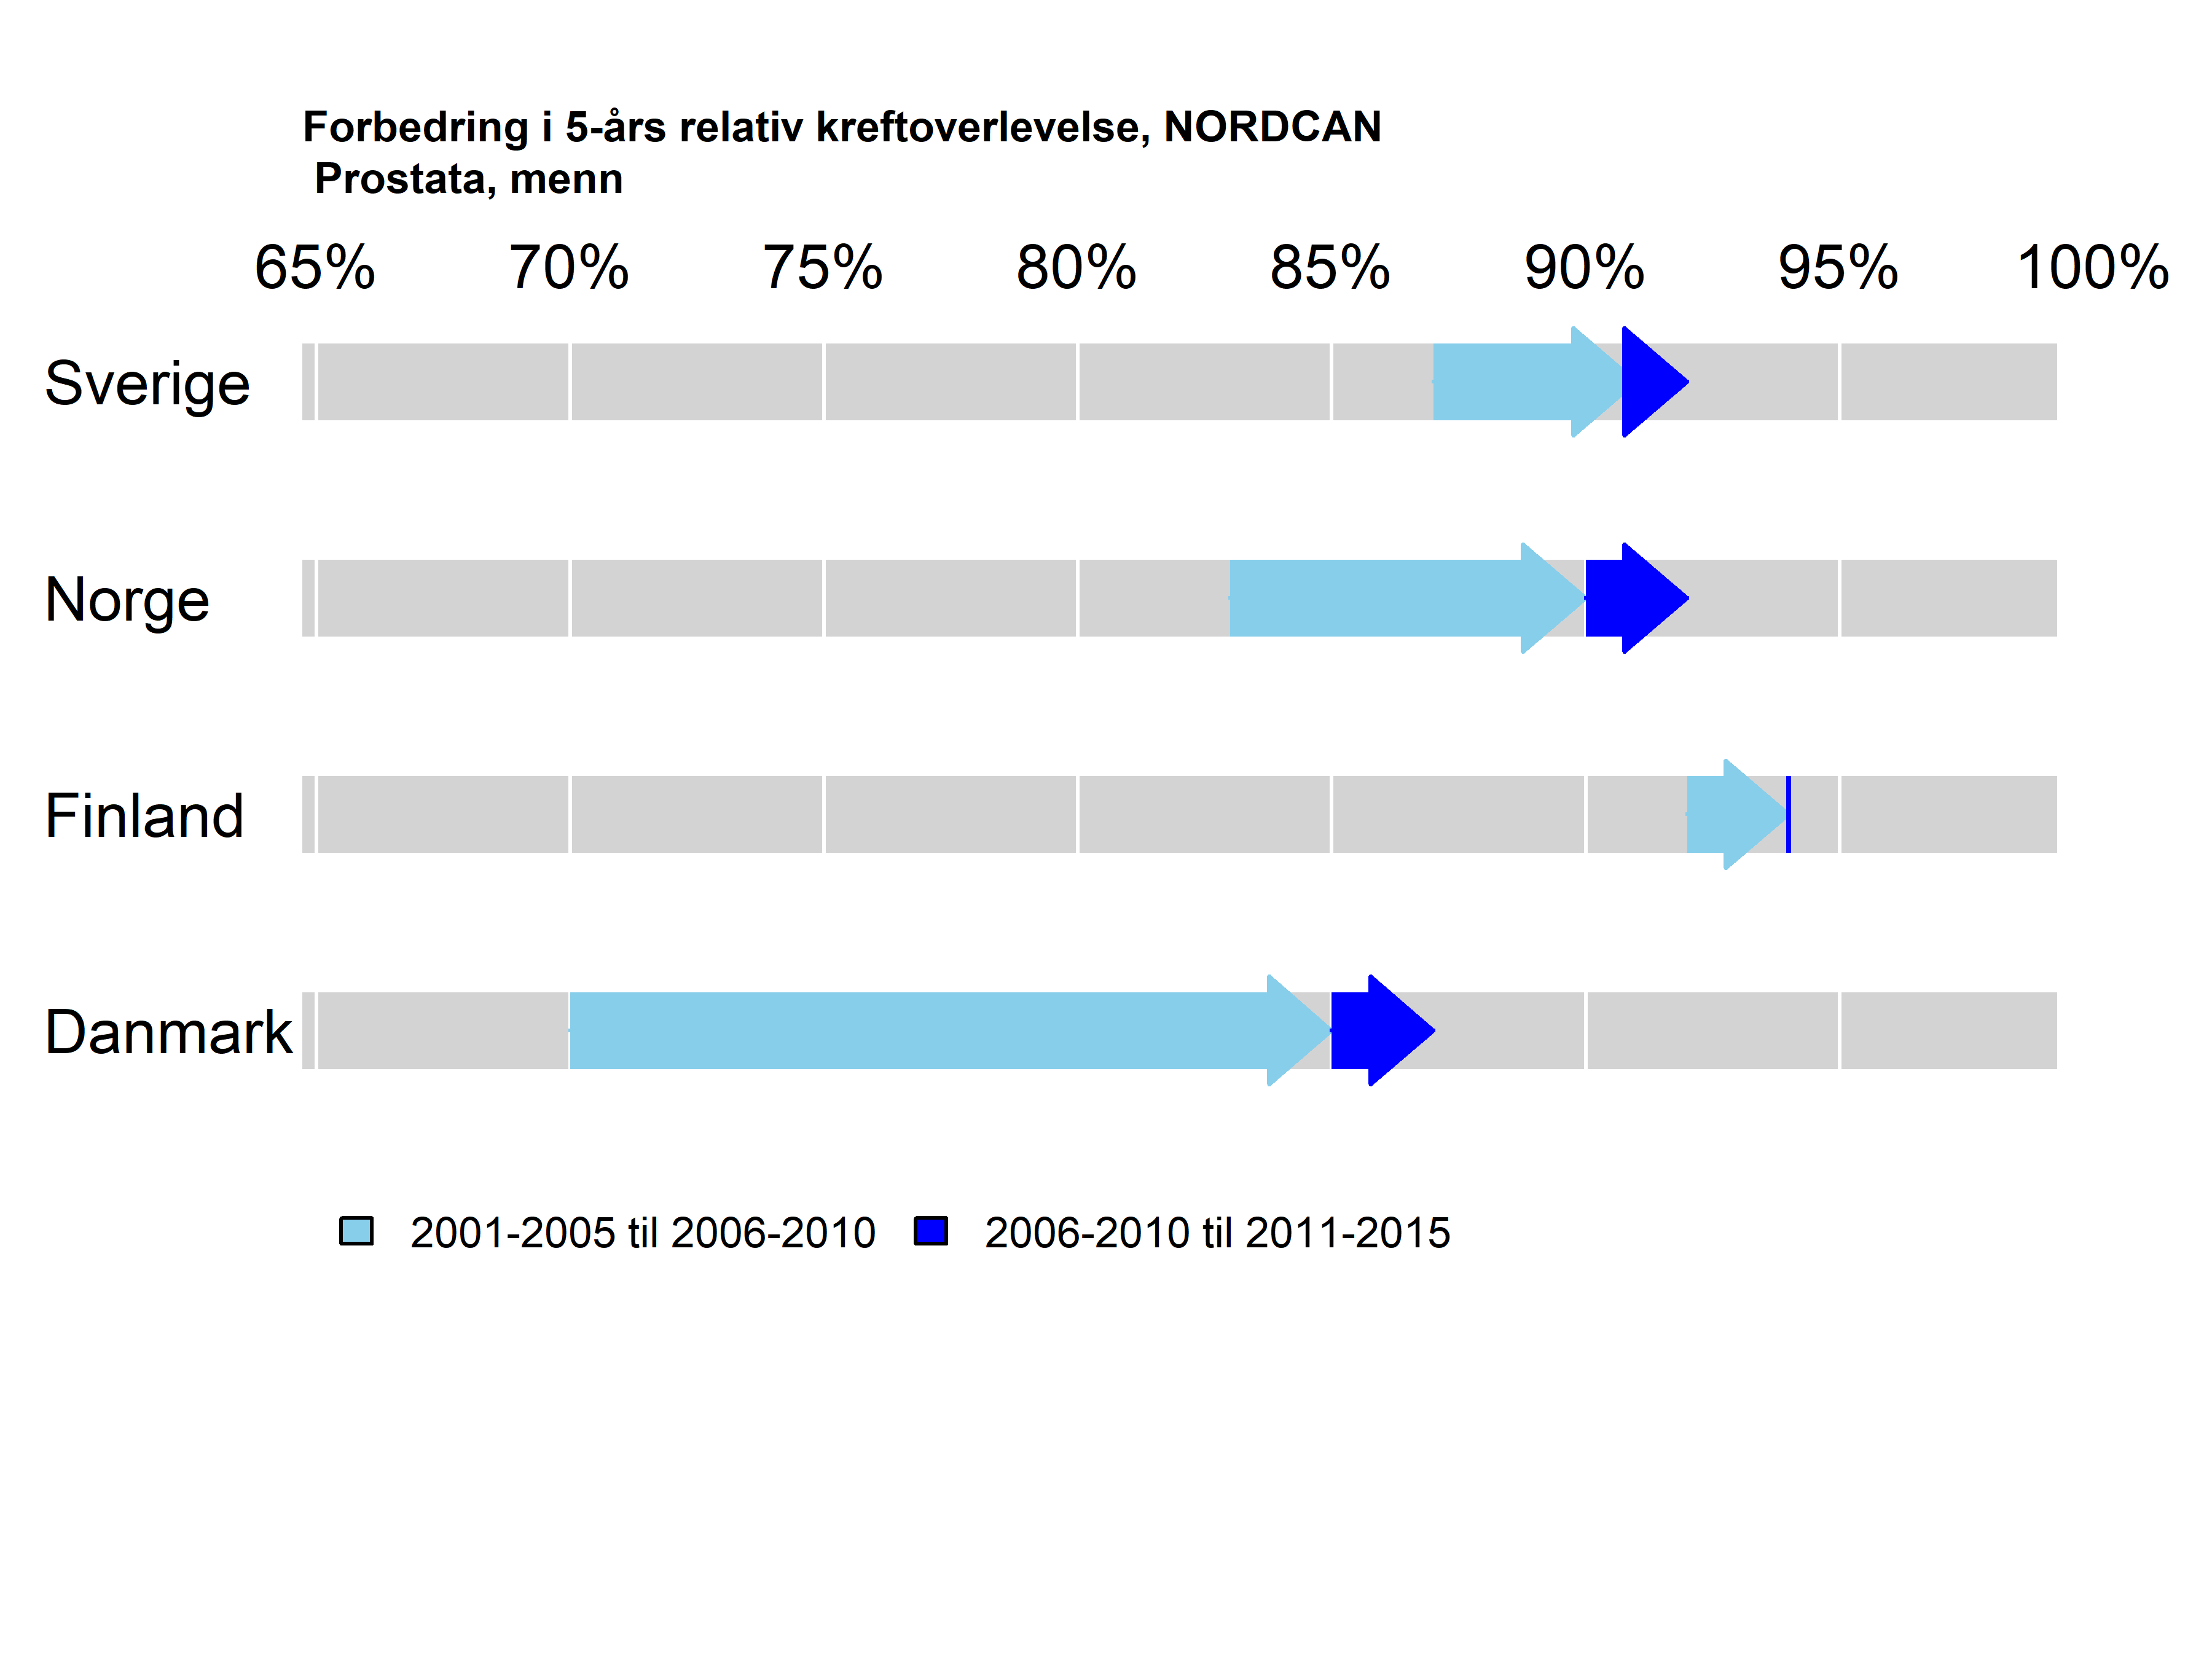 Forbedring i 5-års relativ kreftoverlevelse, NORDCAN
Prostata, menn
65% 70% 75% 80% 85% 90% 95% 100%
Sverige
Norge
Finland
Danmark
2001-2005 til 2006-2010 2006-2010 til 2011-2015